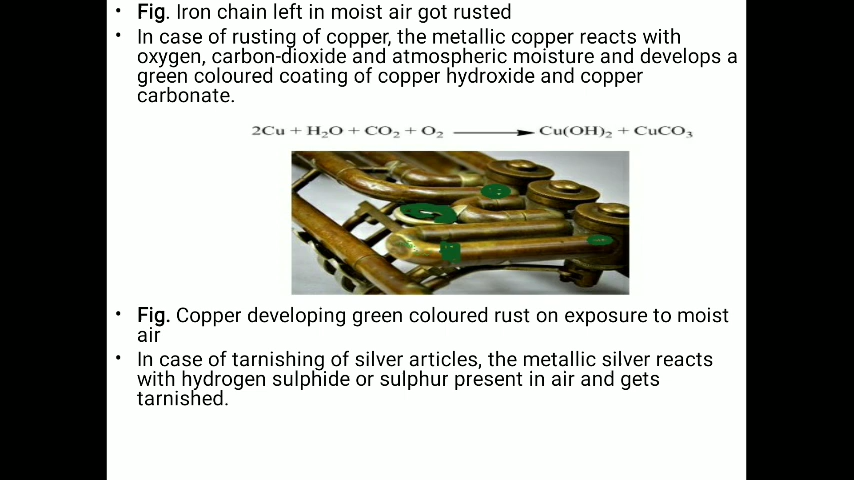 • Fig. Iron chain left in moist air got rusted
• In case of rusting of copper, the metallic copper reacts with
oxygen, carbon-dioxide and atmospheric moisture and develops a
green coloured coating of copper hydroxide and copper
carbonate.
2Cu + H₂O + CO₂ + O₂ ⟶ Cu(OH)₂ + CuCO₃
• Fig. Copper developing green coloured rust on exposure to moist
air
• In case of tarnishing of silver articles, the metallic silver reacts
with hydrogen sulphide or sulphur present in air and gets
tarnished.